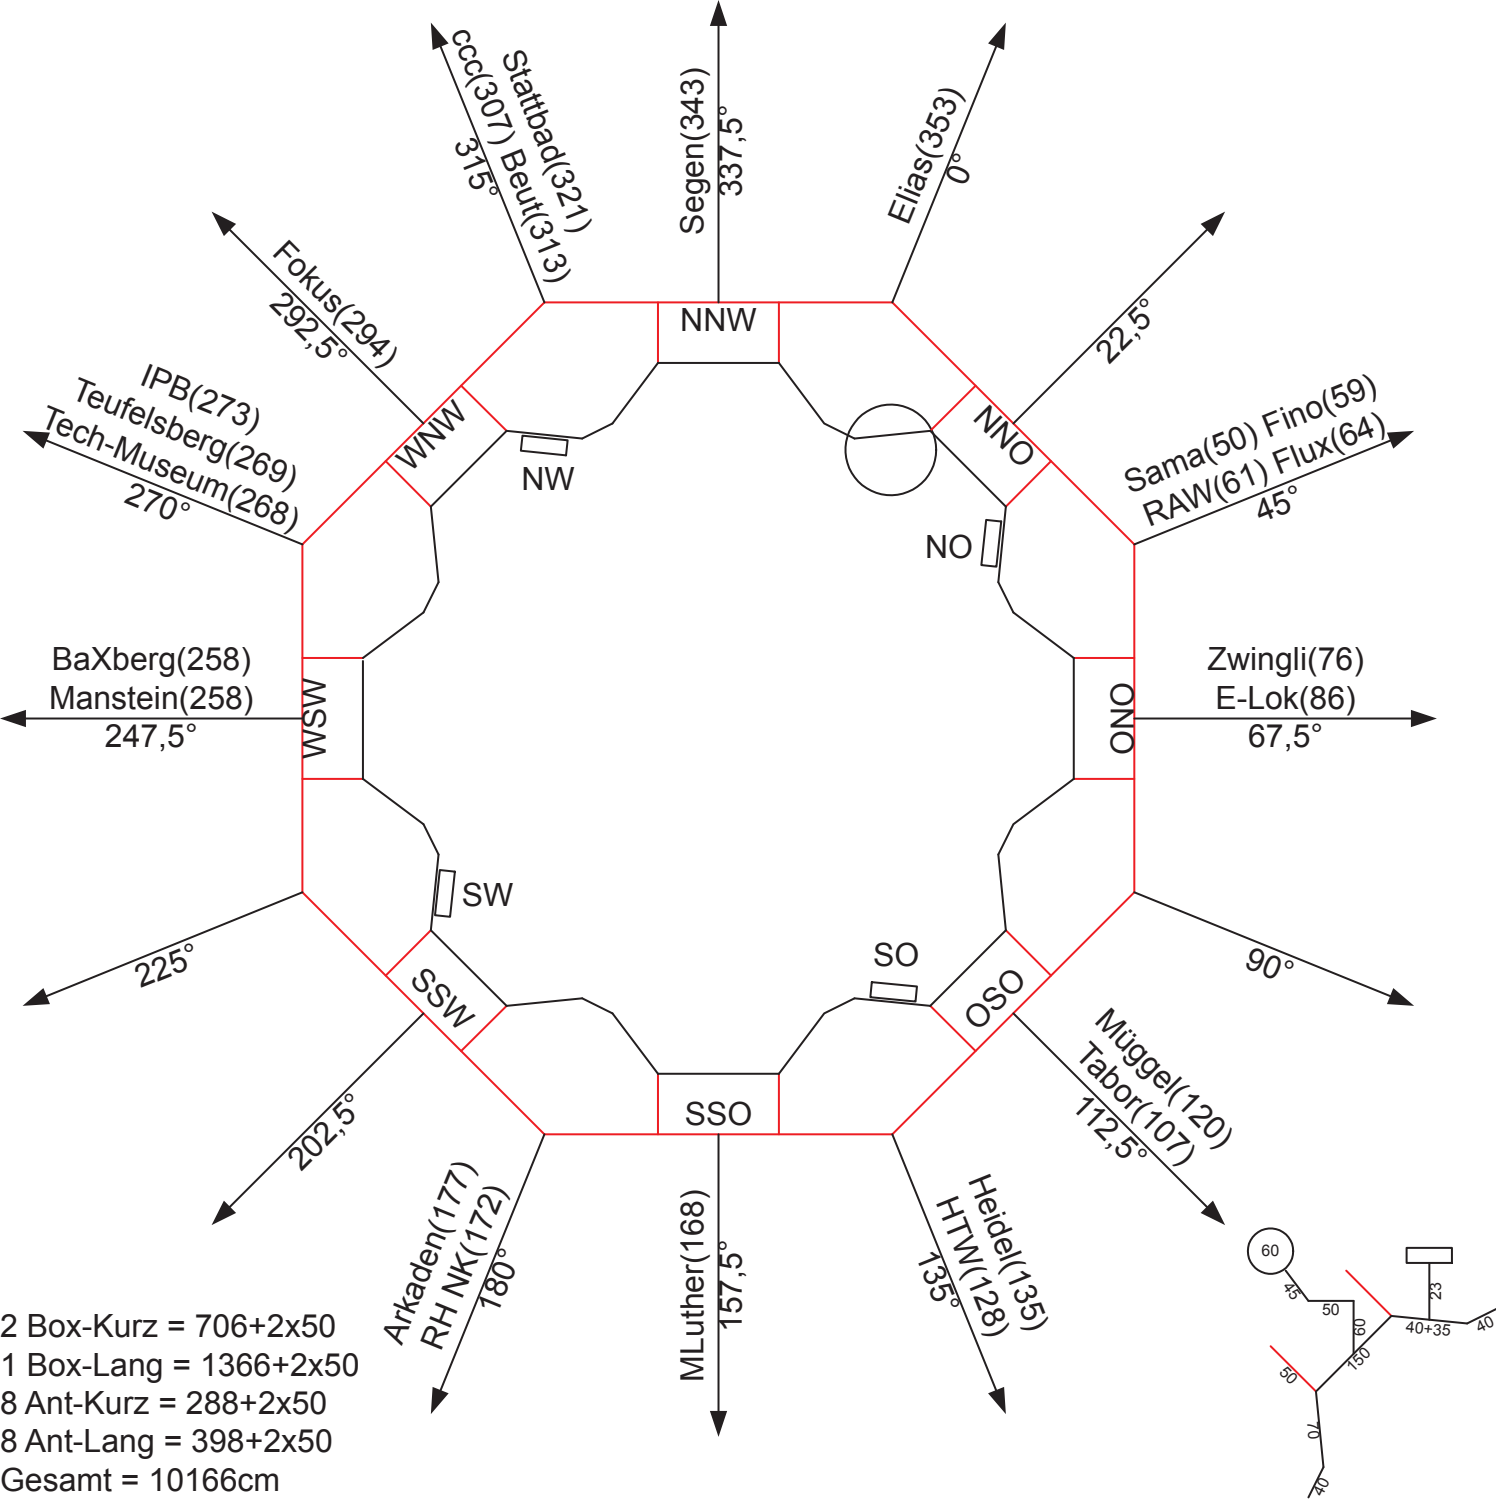 Stattbad(321)
ccc(307) Beut(313)
315°
Segen(343)
337,5°
Elias(353)
0°
Fokus(294)
292,5°
22,5°
IPB(273)
Teufelsberg(269)
Tech-Museum(268)
270°
Sama(50) Fino(59)
RAW(61) Flux(64)
45°
NNW
WNW
NNO
NW
NO
BaXberg(258)
Manstein(258)
247,5°
WSW
ONO
Zwingli(76)
E-Lok(86)
67,5°
SW
SO
225°
SSW
OSO
90°
202,5°
SSO
Müggel(120)
Tabor(107)
112,5°
Arkaden(177)
RH NK(172)
180°
MLuther(168)
157,5°
Heidel(135)
HTW(128)
135°
2 Box-Kurz = 706+2x50
1 Box-Lang = 1366+2x50
8 Ant-Kurz = 288+2x50
8 Ant-Lang = 398+2x50
Gesamt = 10166cm
60
45
50
60
23
40+35
40
150
50
70
40